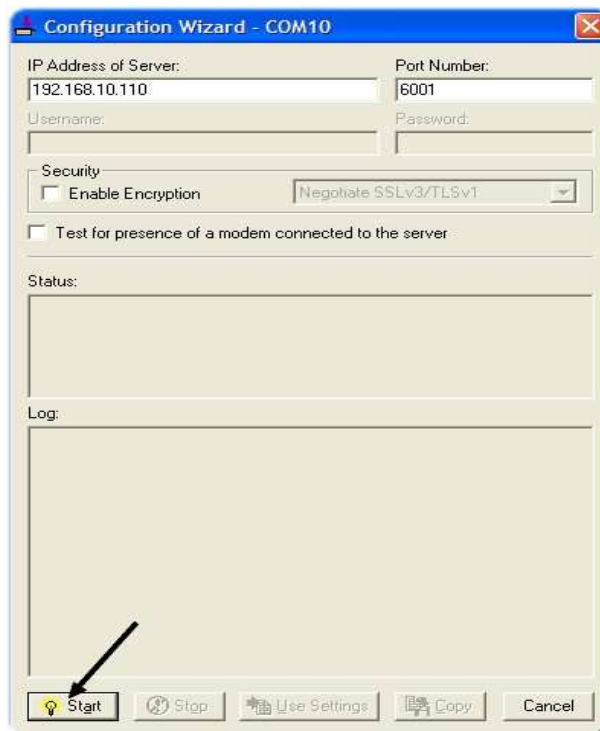 Configuration Wizard - COM10
IP Address of Server: Port Number:
192.168.10.110 6001
Username: Password:
Security
Enable Encryption Negotiate SSLv3/TLSv1
Test for presence of a modem connected to the server
Status:
Log:
Start Stop Use Settings Copy Cancel